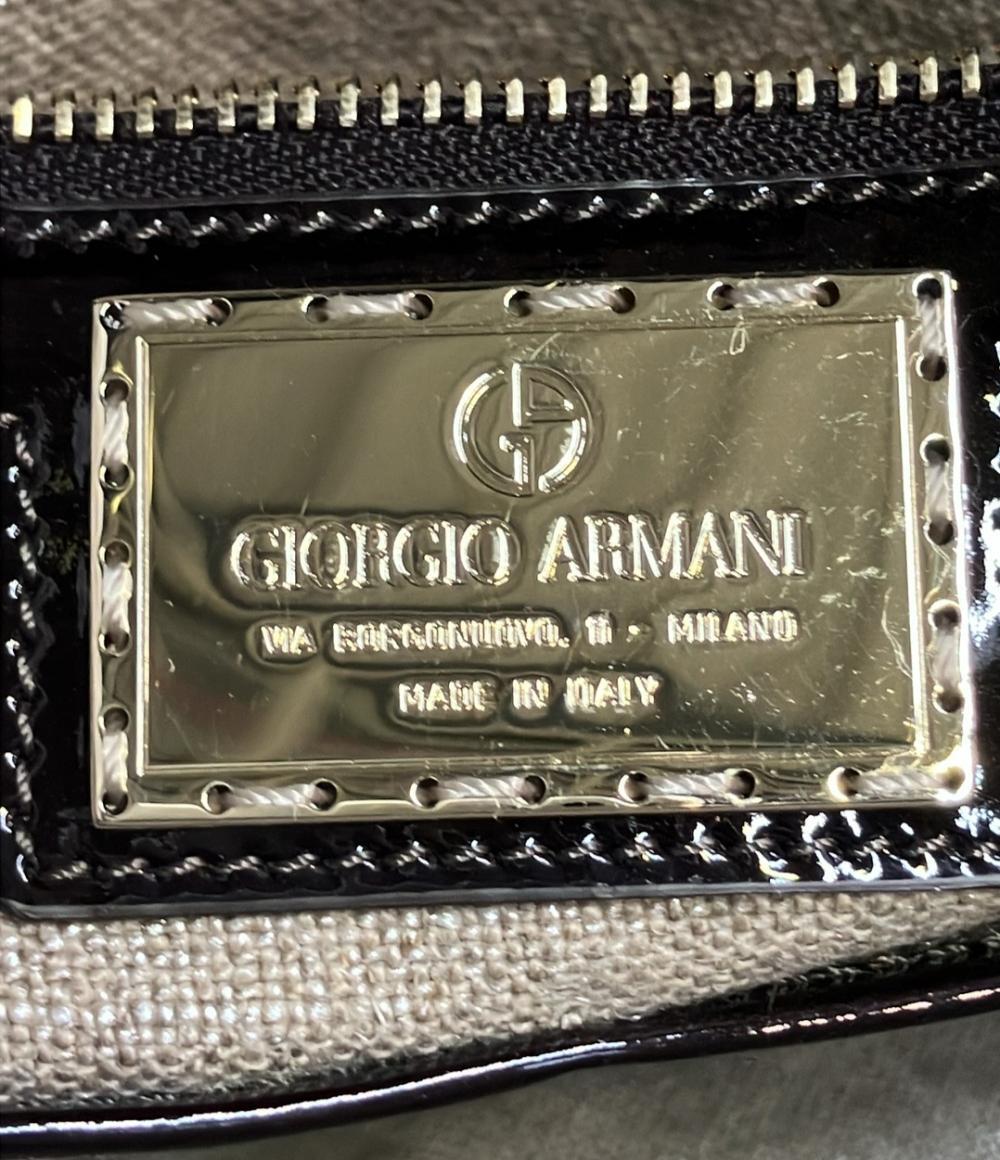 GIORGIO ARMANI
VIA BORGONUOVO, 11 - MILANO
MADE IN ITALY